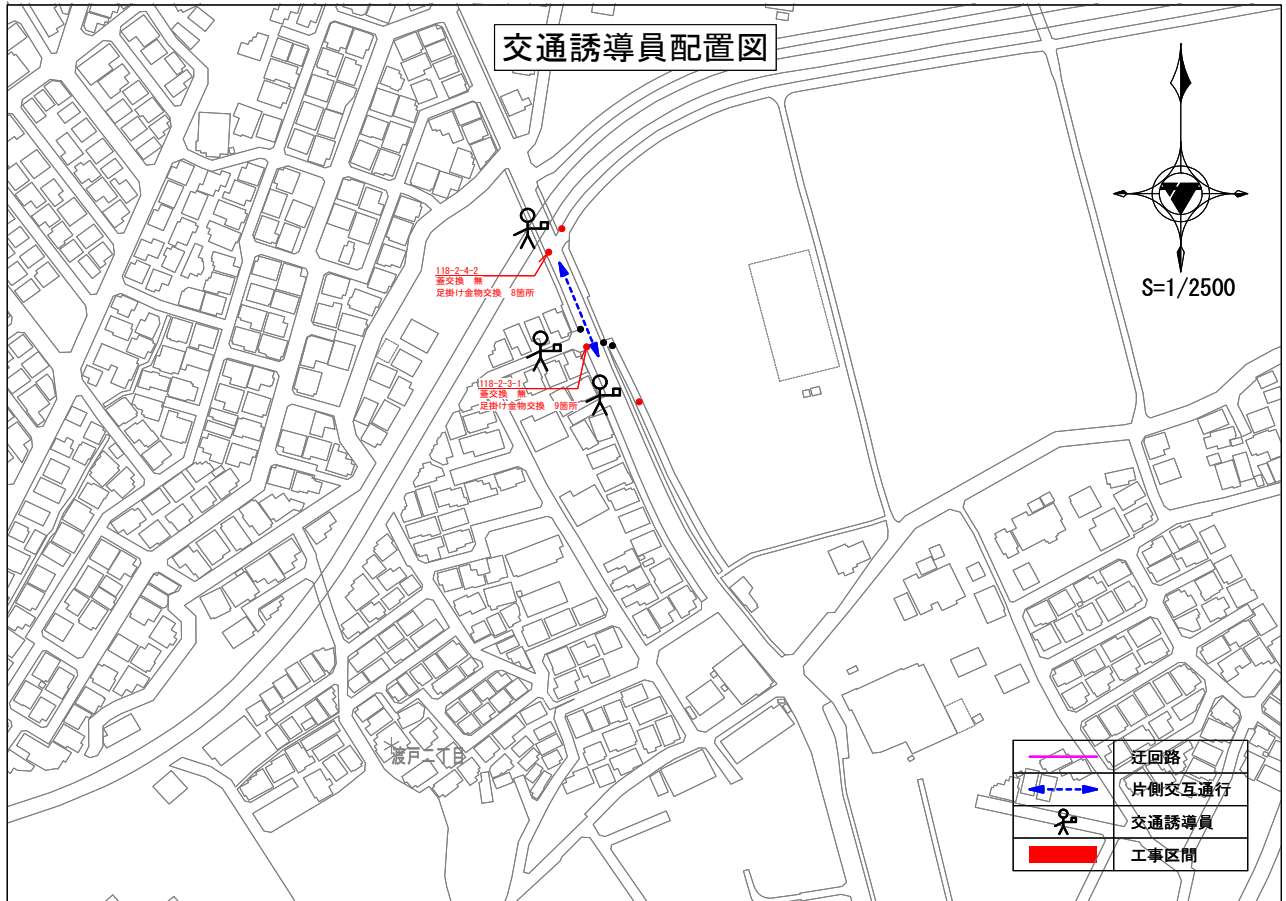 交通誘導員配置図
S=1/2500
118-2-4-2
蓋交換 無
足掛け金物交換 8箇所
118-2-3-1
蓋交換 無
足掛け金物交換 9箇所
渡戸二丁目
迂回路
片側交互通行
交通誘導員
工事区間